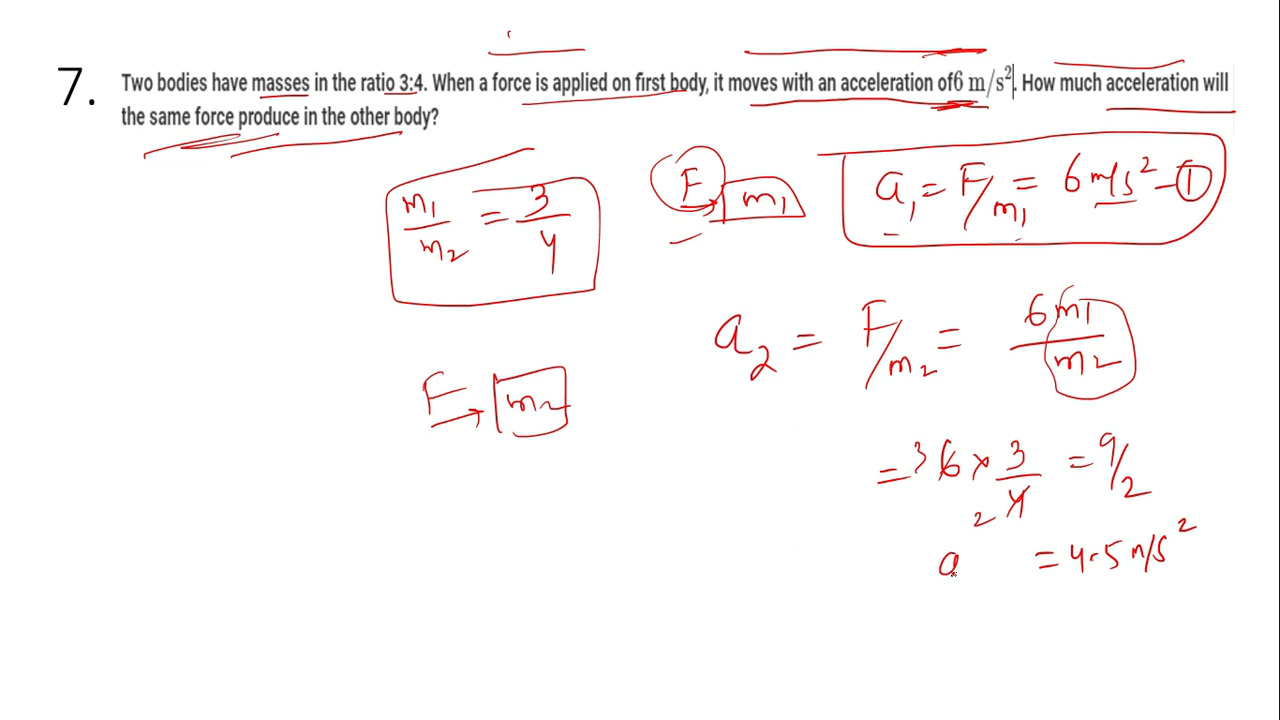 7. Two bodies have masses in the ratio 3:4. When a force is applied on first body, it moves with an acceleration of6 m/s². How much acceleration will
the same force produce in the other body?
m₁/m₂ = 3/4
F → m₁
a₁ = F/m₁ = 6 m/s² – ①
a₂ = F/m₂ = 6m₁/m₂
F → m₂
= 3 6 × 3/4 2 = 9/2
a = 4.5 m/s²